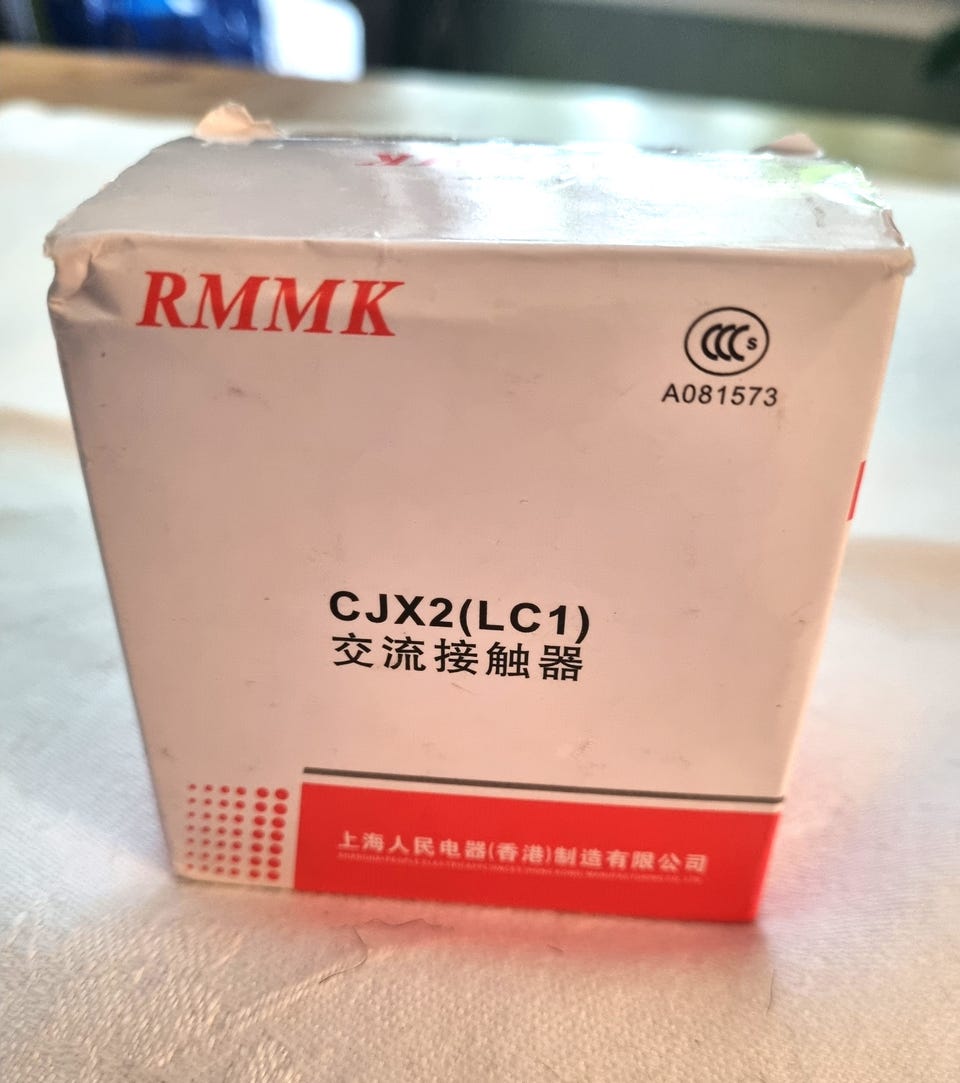 RMMK
CCC S
A081573
CJX2(LC1)
交流接触器
上海人民电器(香港)制造有限公司